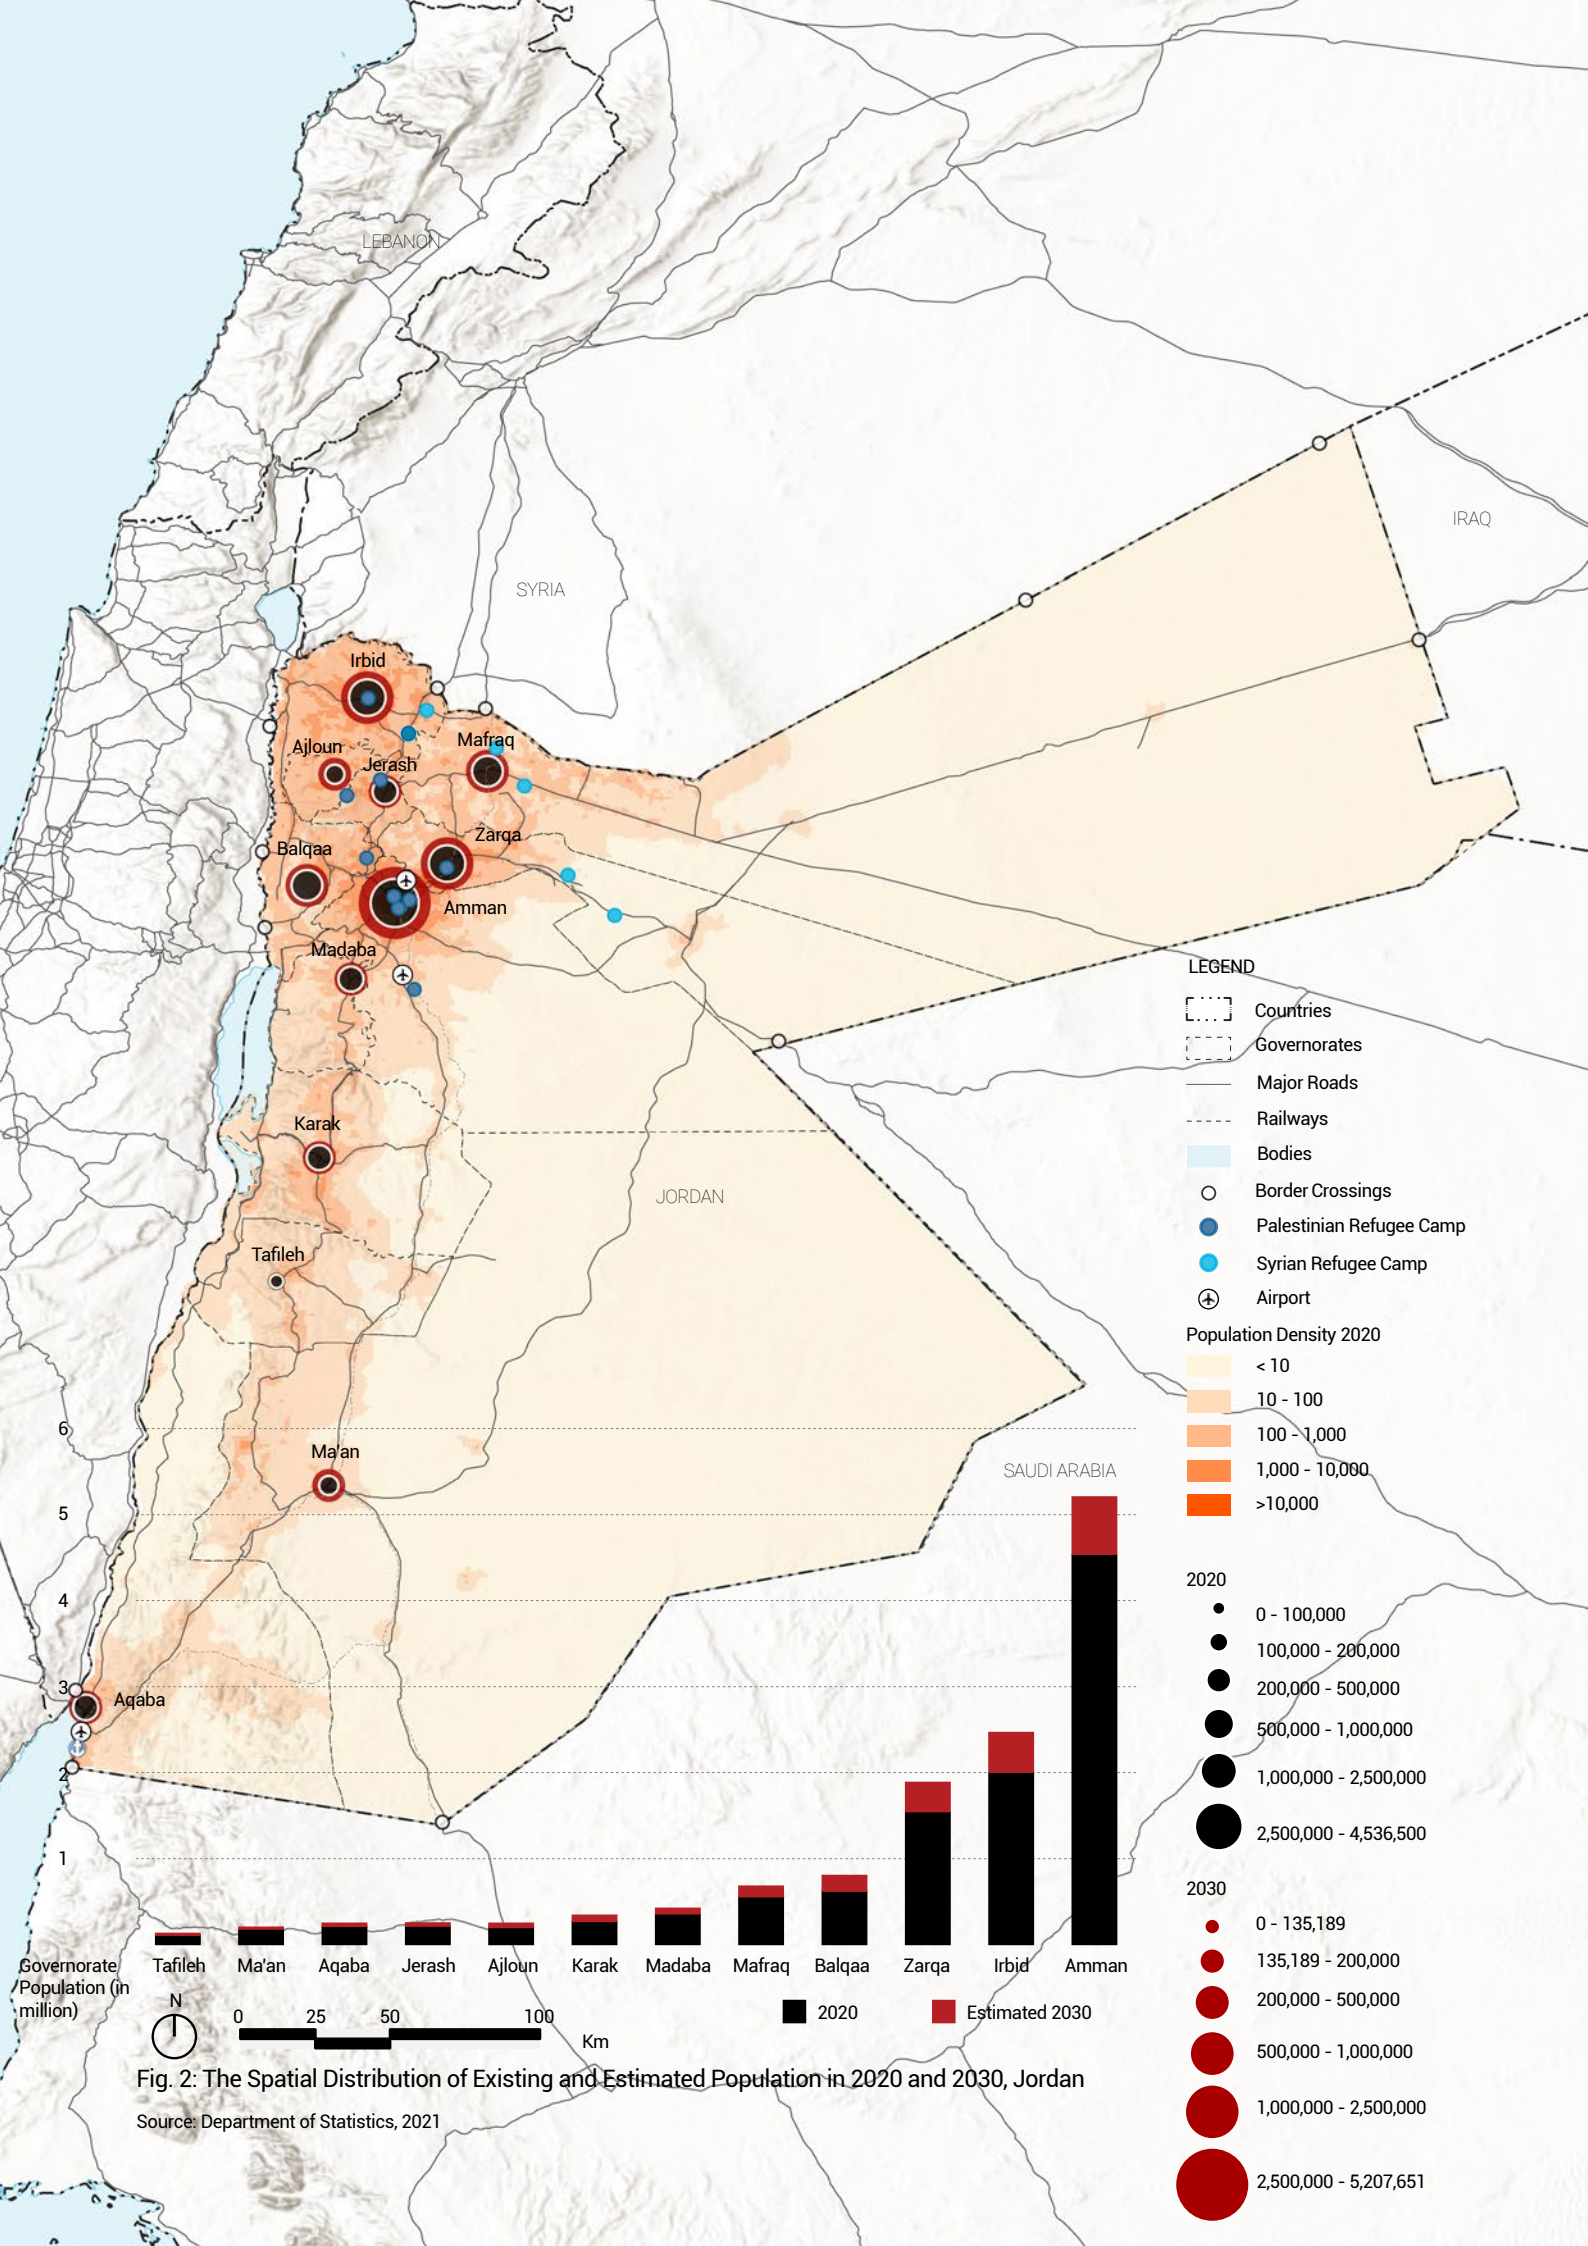 LEBANON
IRAQ
SYRIA
Irbid
Ajloun
Jerash
Mafraq
Zarqa
Balqaa
Amman
Madaba
Karak
JORDAN
Tafileh
Ma'an
SAUDI ARABIA
Aqaba
LEGEND
Countries
Governorates
Major Roads
Railways
Bodies
Border Crossings
Palestinian Refugee Camp
Syrian Refugee Camp
Airport
Population Density 2020
< 10
10 - 100
100 - 1,000
1,000 - 10,000
>10,000
2020
0 - 100,000
100,000 - 200,000
200,000 - 500,000
500,000 - 1,000,000
1,000,000 - 2,500,000
2,500,000 - 4,536,500
2030
0 - 135,189
135,189 - 200,000
200,000 - 500,000
500,000 - 1,000,000
1,000,000 - 2,500,000
2,500,000 - 5,207,651
6
5
4
3
2
1
Governorate
Population (in
million)
Tafileh Ma'an Aqaba Jerash Ajloun Karak Madaba Mafraq Balqaa Zarqa Irbid Amman
2020 Estimated 2030
N
0 25 50 100
Km
Fig. 2: The Spatial Distribution of Existing and Estimated Population in 2020 and 2030, Jordan
Source: Department of Statistics, 2021